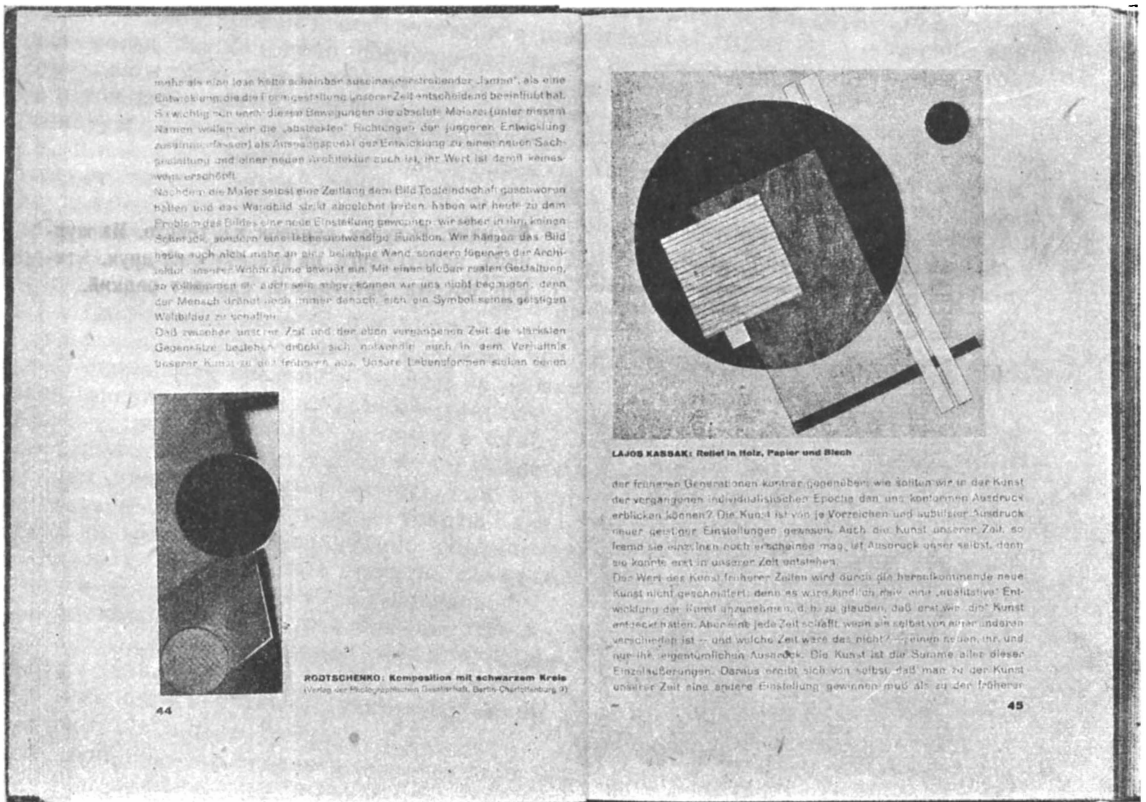 mehr als eine lose Kette scheinbar auseinanderstrebender „Ismen“, als eine
Entwicklung, die die Formgestaltung unserer Zeit entscheidend beeinflußt hat.
So wichtig nun auch diesen Bewegungen die absolute Malerei (unter diesem
Namen wollen wir die „abstrakten“ Richtungen der jüngeren Entwicklung
zusammenfassen) als Ausgangspunkt der Entwicklung zu einer neuen Sach-
gestaltung und einer neuen Architektur auch ist, ihr Wert ist damit keines-
wegs erschöpft.
Nachdem die Maler selbst eine Zeitlang dem Bild Todfeindschaft geschworen
hatten und das Wandbild strikt abgelehnt hatten, haben wir heute zu dem
Problem des Bildes eine neue Einstellung gewonnen: wir sehen in ihm keinen
Schmuck, sondern eine lebensnotwendige Funktion. Wir hängen das Bild
heute auch nicht mehr an eine beliebige Wand, sondern fügen es der Archi-
tektur unserer Wohnräume bewußt ein. Mit einer bloßen realen Gestaltung,
so vollkommen sie auch sein möge, können wir uns nicht begnügen; denn
der Mensch drängt noch immer danach, sich ein Symbol seines geistigen
Weltbildes zu schaffen.
Daß zwischen unserer Zeit und der eben vergangenen Zeit die stärksten
Gegensätze bestehen, drückt sich notwendig auch in dem Verhältnis
unserer Kunst zu der früheren aus. Unsere Lebensformen stehen denen
RODTSCHENKO: Komposition mit schwarzem Kreis
(Verlag der Photographischen Gesellschaft, Berlin-Charlottenburg 9)
44
LAJOS KASSAK: Relief in Holz, Papier und Blech
der früheren Generationen konträr gegenüber; wie sollten wir in der Kunst
der vergangenen individualistischen Epoche den uns konformen Ausdruck
erblicken können? Die Kunst ist von je Vorzeichen und subtilster Ausdruck
neuer geistiger Einstellungen gewesen. Auch die Kunst unserer Zeit, so
fremd sie einzelnen noch erscheinen mag, ist Ausdruck unser selbst, denn
sie konnte erst in unserer Zeit entstehen.
Der Wert der Kunst früherer Zeiten wird durch die heraufkommende neue
Kunst nicht geschmälert; denn es wäre kindlich naiv, eine „qualitative“ Ent-
wicklung der Kunst anzunehmen, d. h. zu glauben, daß erst wir „die“ Kunst
entdeckt hätten. Aber eine jede Zeit schafft, wenn sie selbst von einer anderen
verschieden ist — und welche Zeit wäre das nicht? —, einen neuen, ihr, und
nur ihr, eigentümlichen Ausdruck. Die Kunst ist die Summe aller dieser
Einzeläußerungen. Daraus ergibt sich von selbst, daß man zu der Kunst
unserer Zeit eine andere Einstellung gewinnen muß als zu der früherer
45